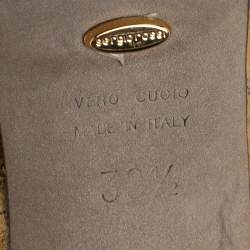 sergiorossi
VERO CUOIO
MADE IN ITALY
38½